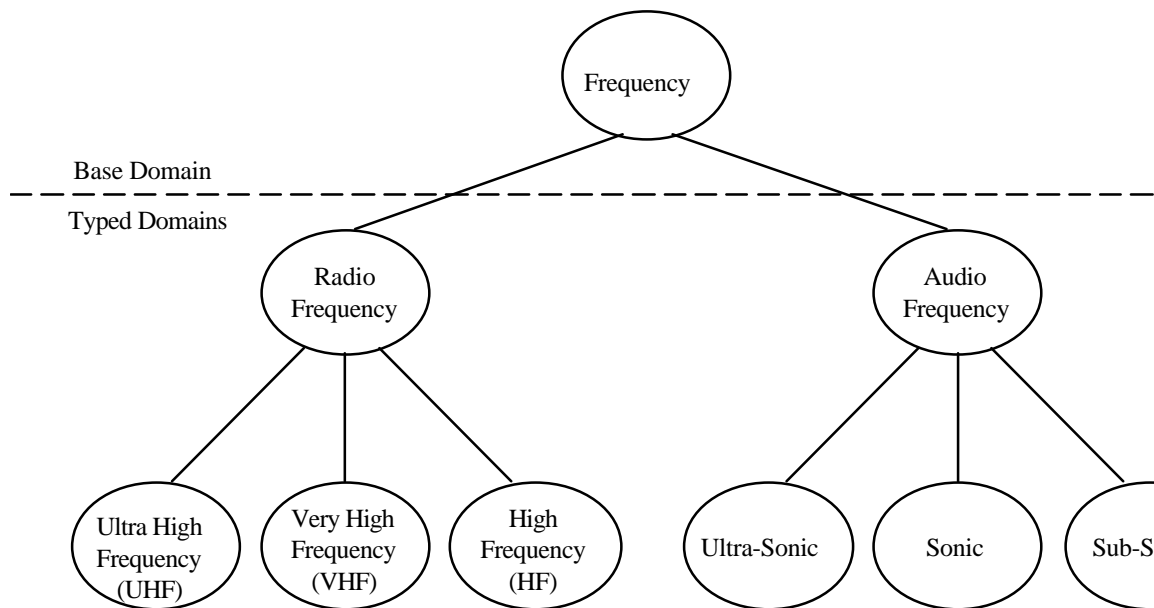 Frequency
Base Domain
Typed Domains
Radio
Frequency
Audio
Frequency
Ultra High
Frequency
(UHF)
Very High
Frequency
(VHF)
High
Frequency
(HF)
Ultra-Sonic
Sonic
Sub-S